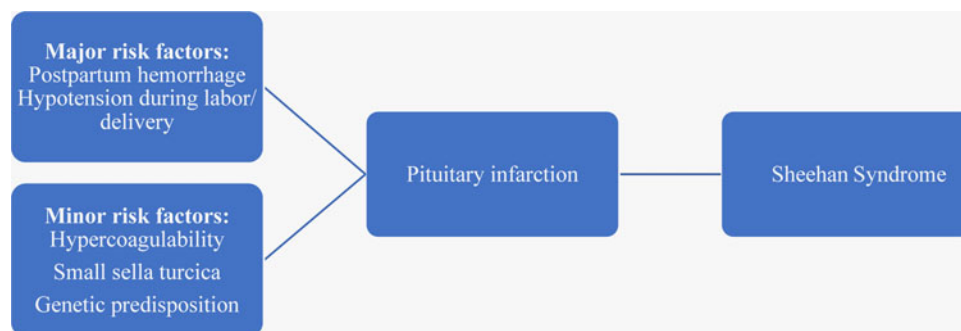 Major risk factors:
Postpartum hemorrhage
Hypotension during labor/
delivery
Minor risk factors:
Hypercoagulability
Small sella turcica
Genetic predisposition
Pituitary infarction
Sheehan Syndrome